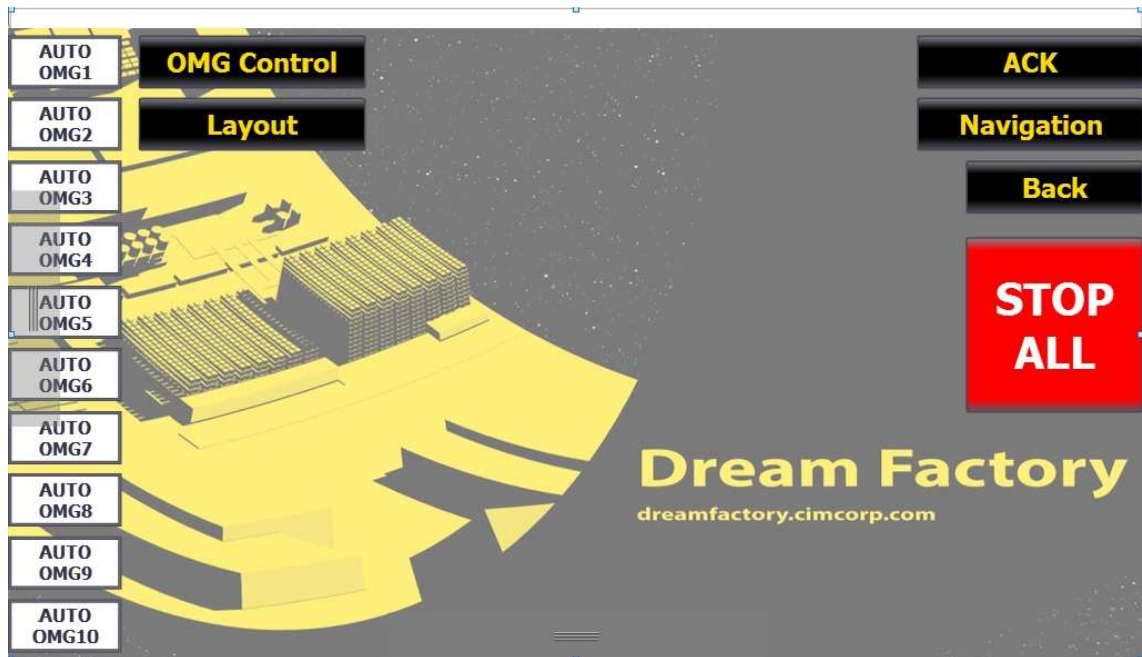 AUTO
OMG1
OMG Control
ACK
AUTO
OMG2
Layout
Navigation
AUTO
OMG3
Back
AUTO
OMG4
STOP
ALL
AUTO
OMG5
AUTO
OMG6
AUTO
OMG7
Dream Factory
dreamfactory.cimcorp.com
AUTO
OMG8
AUTO
OMG9
AUTO
OMG10